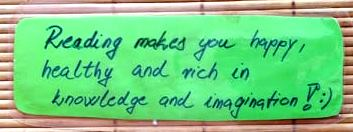 Reading makes you happy,
healthy and rich in
knowledge and imagination! :)